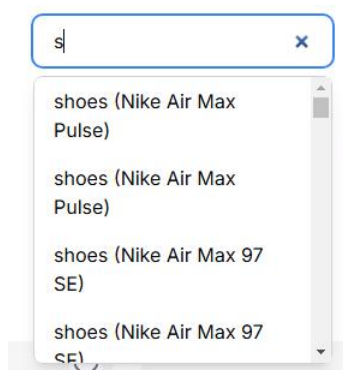 s
shoes (Nike Air Max
Pulse)
shoes (Nike Air Max
Pulse)
shoes (Nike Air Max 97
SE)
shoes (Nike Air Max 97
SE)